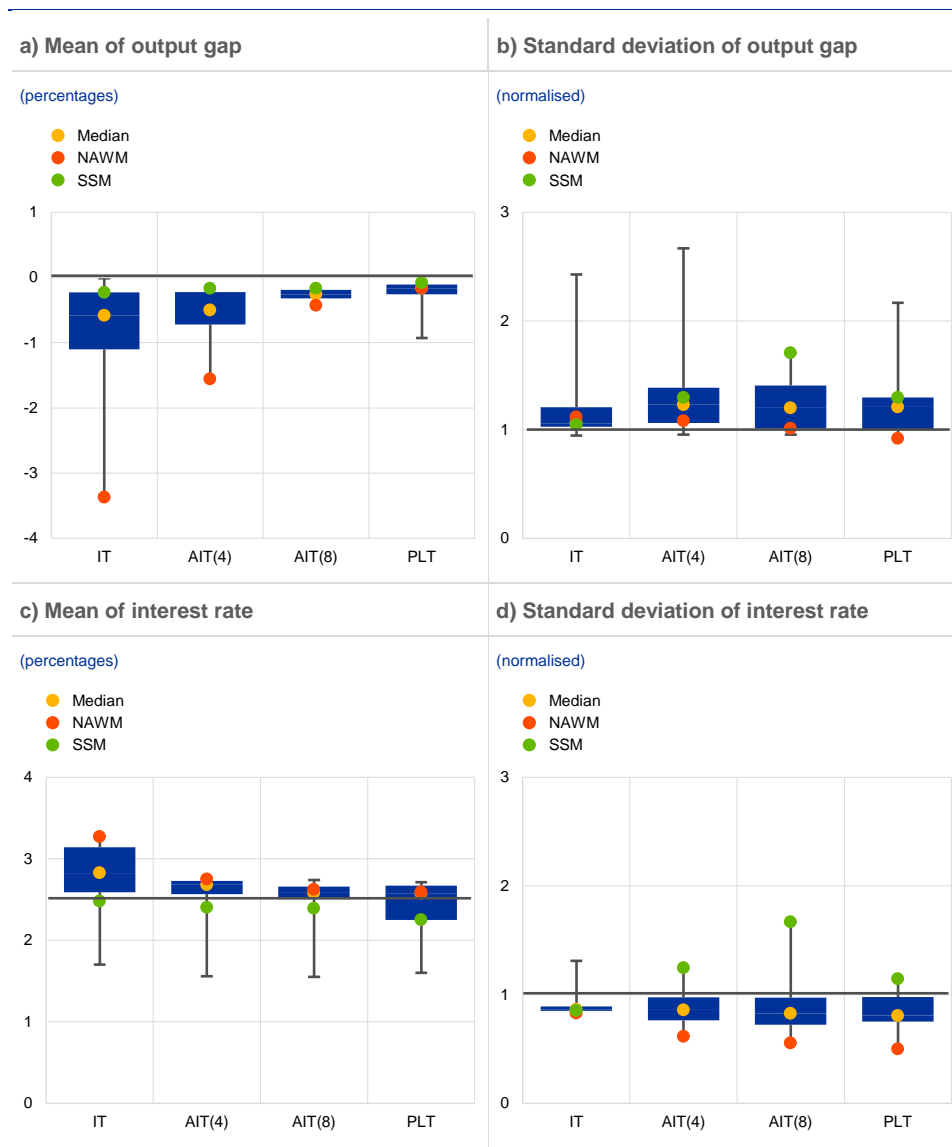 a) Mean of output gap
(percentages)
Median
NAWM
SSM
1
0
-1
-2
-3
-4
IT
AIT(4)
AIT(8)
PLT
b) Standard deviation of output gap
(normalised)
Median
NAWM
SSM
3
2
1
0
IT
AIT(4)
AIT(8)
PLT
c) Mean of interest rate
(percentages)
Median
NAWM
SSM
4
3
2
1
0
IT
AIT(4)
AIT(8)
PLT
d) Standard deviation of interest rate
(normalised)
Median
NAWM
SSM
3
2
1
0
IT
AIT(4)
AIT(8)
PLT